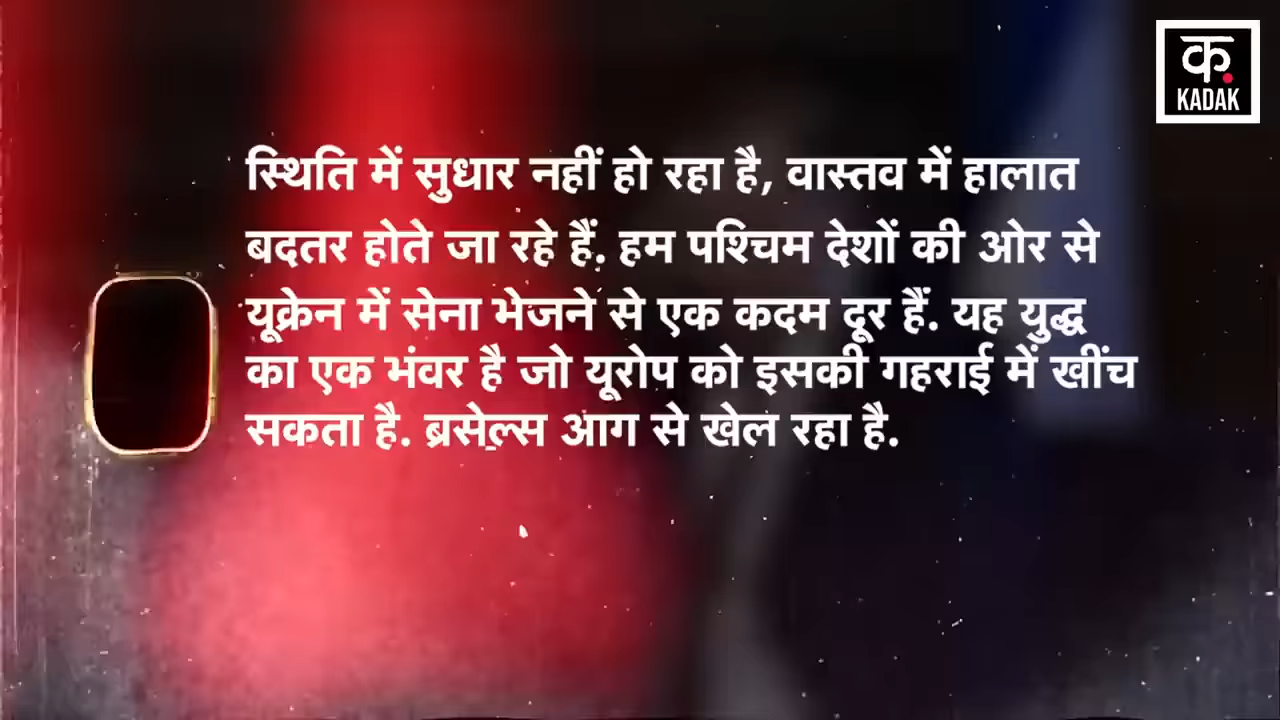 क.
KADAK
स्थिति में सुधार नहीं हो रहा है, वास्तव में हालात
बदतर होते जा रहे हैं. हम पश्चिम देशों की ओर से
यूक्रेन में सेना भेजने से एक कदम दूर हैं. यह युद्ध
का एक भंवर है जो यूरोप को इसकी गहराई में खींच
सकता है. ब्रसेल्स आग से खेल रहा है.